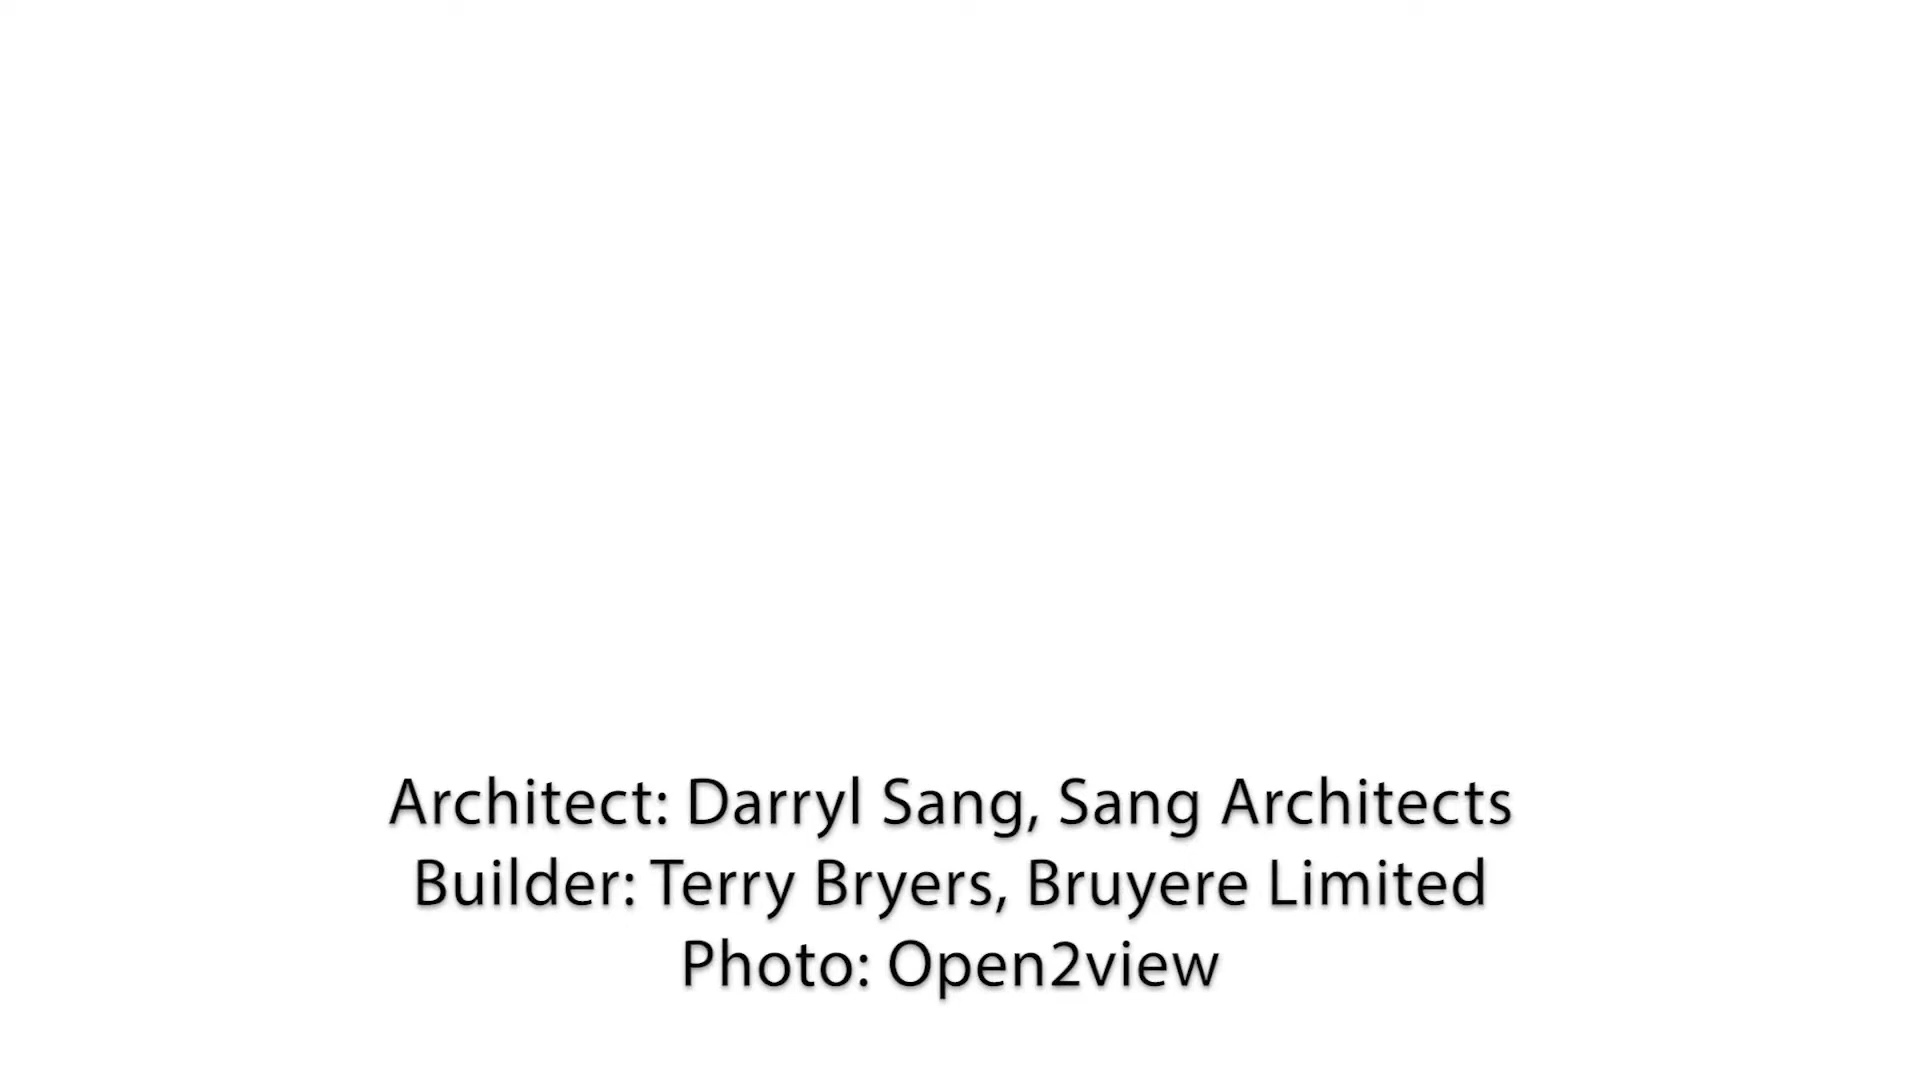 Architect: Darryl Sang, Sang Architects
Builder: Terry Bryers, Bruyere Limited
Photo: Open2view